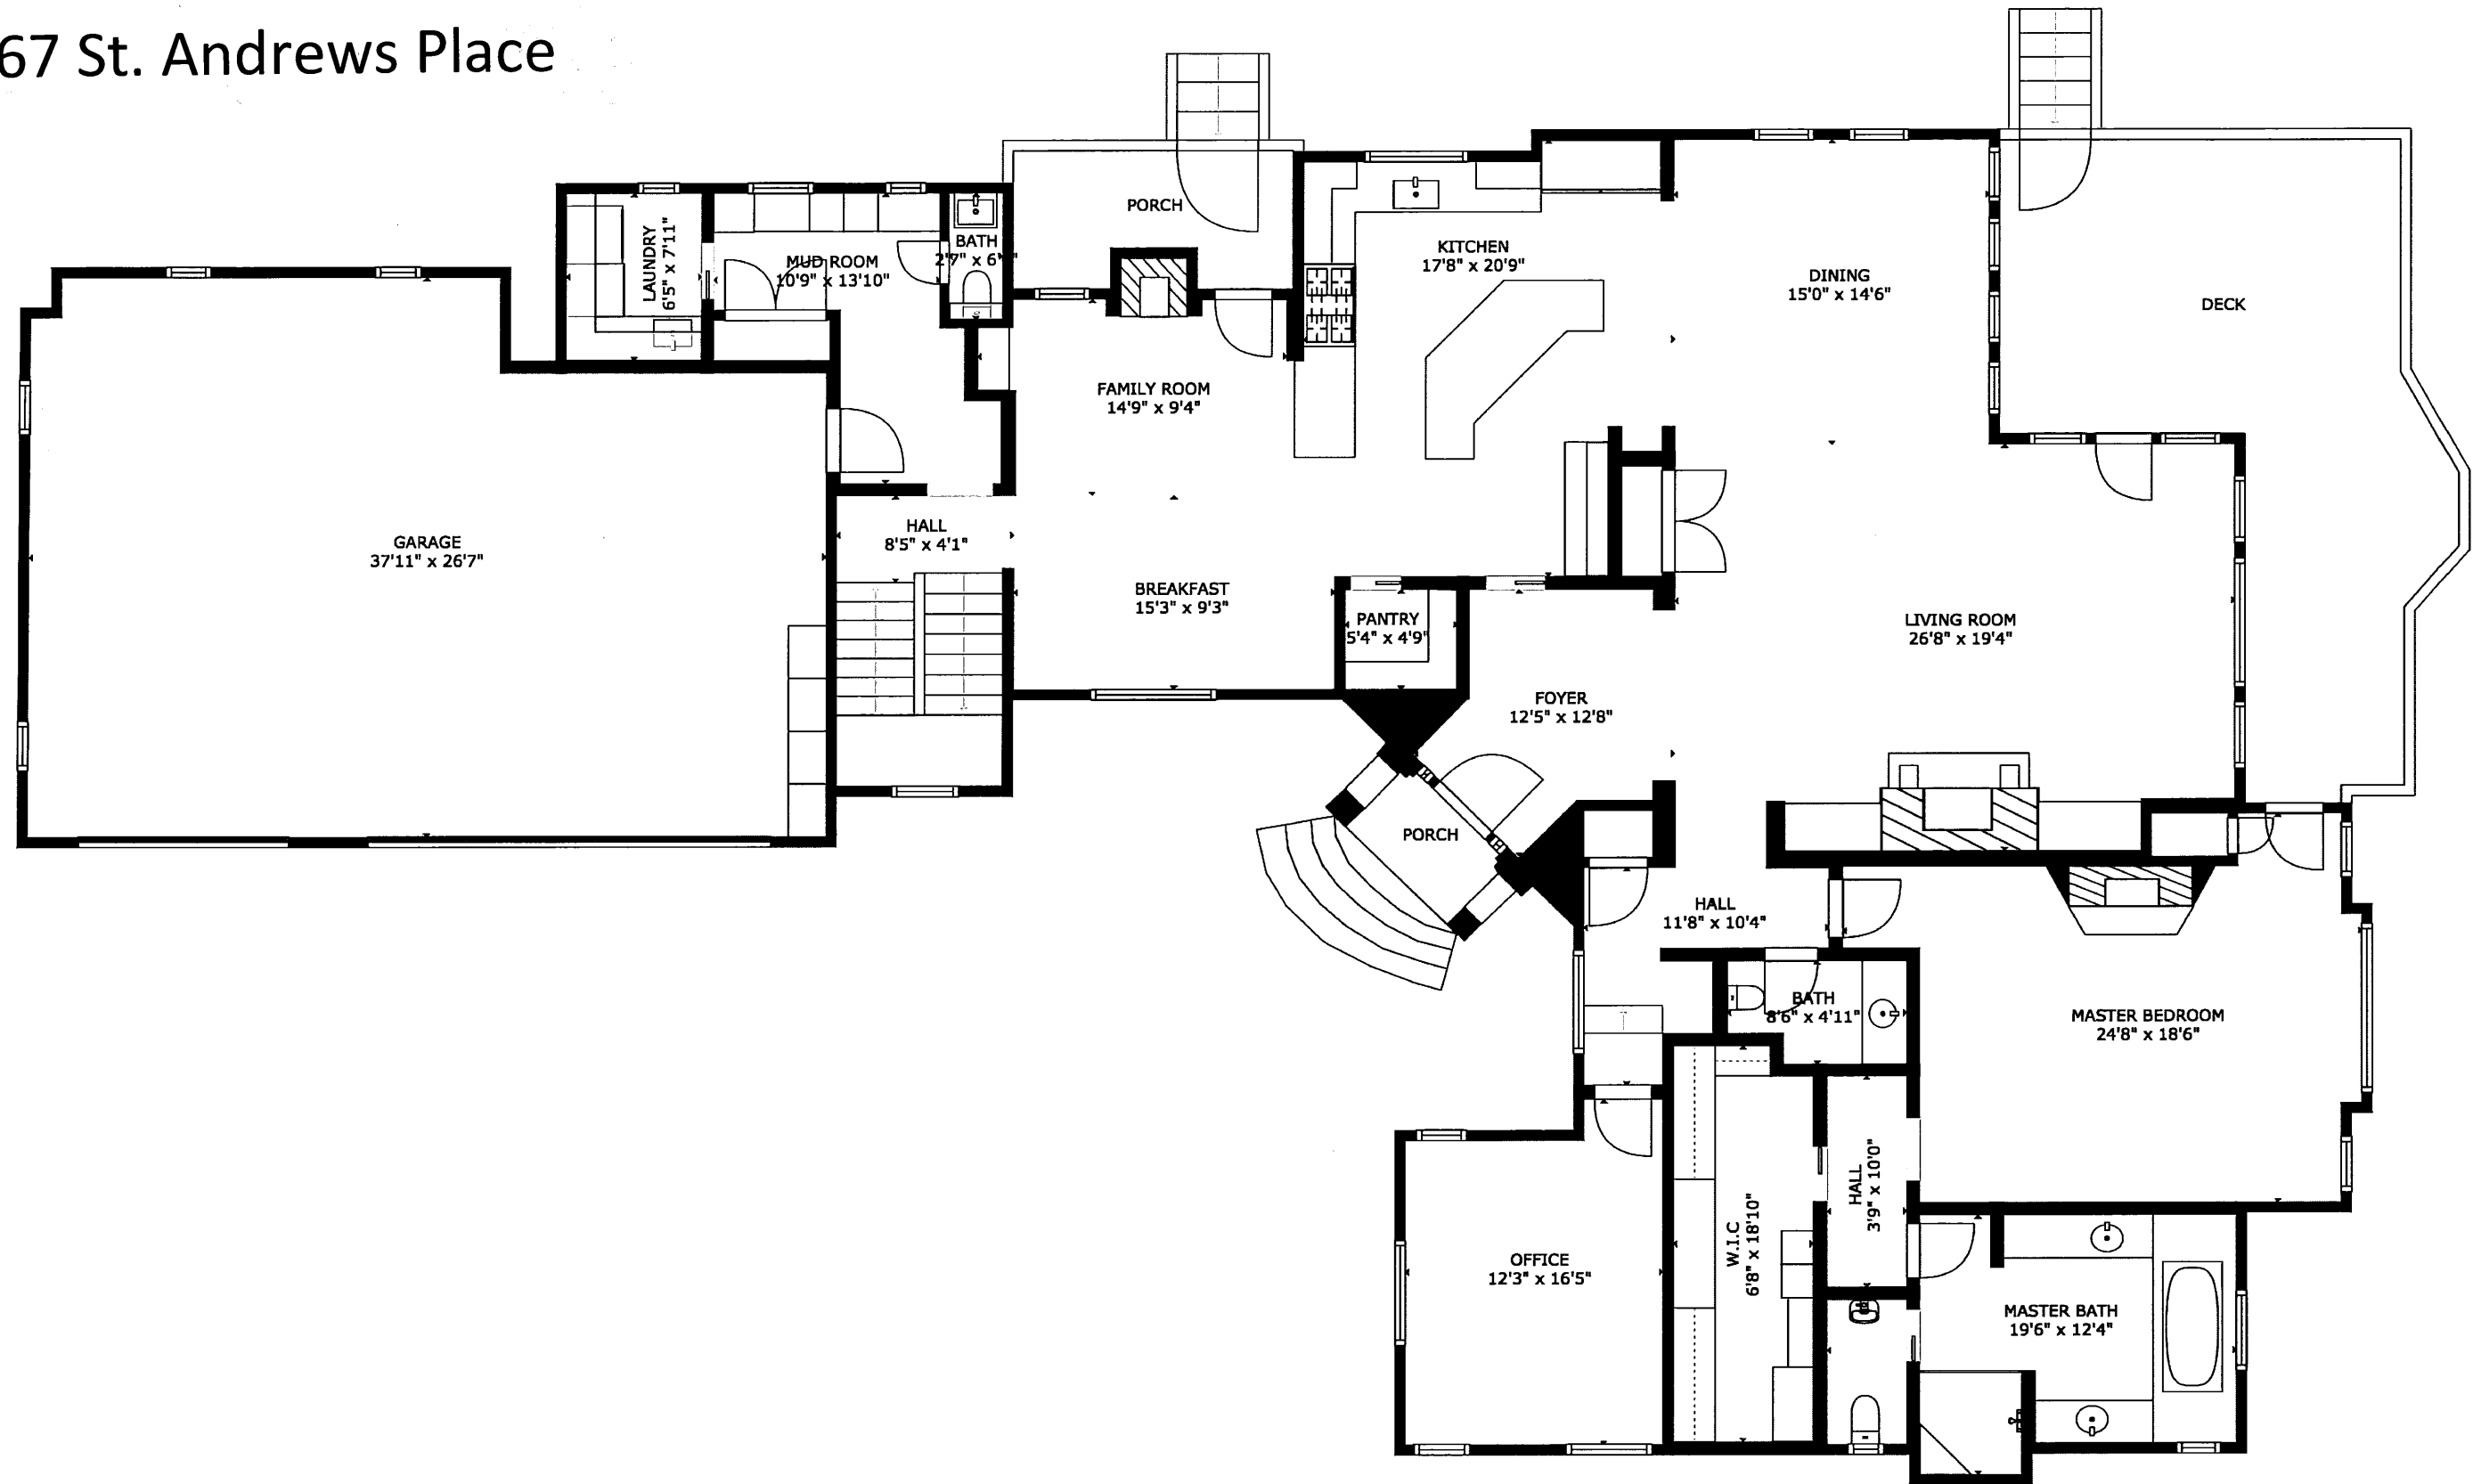 67 St. Andrews Place
PORCH
LAUNDRY
6'5" x 7'11"
MUD ROOM
10'9" x 13'10"
BATH
2'7" x 6'
KITCHEN
17'8" x 20'9"
DINING
15'0" x 14'6"
DECK
FAMILY ROOM
14'9" x 9'4"
GARAGE
37'11" x 26'7"
HALL
8'5" x 4'1"
BREAKFAST
15'3" x 9'3"
PANTRY
5'4" x 4'9"
LIVING ROOM
26'8" x 19'4"
FOYER
12'5" x 12'8"
PORCH
HALL
11'8" x 10'4"
BATH
8'6" x 4'11"
MASTER BEDROOM
24'8" x 18'6"
HALL
3'9" x 10'0"
W.I.C
6'8" x 18'10"
OFFICE
12'3" x 16'5"
MASTER BATH
19'6" x 12'4"